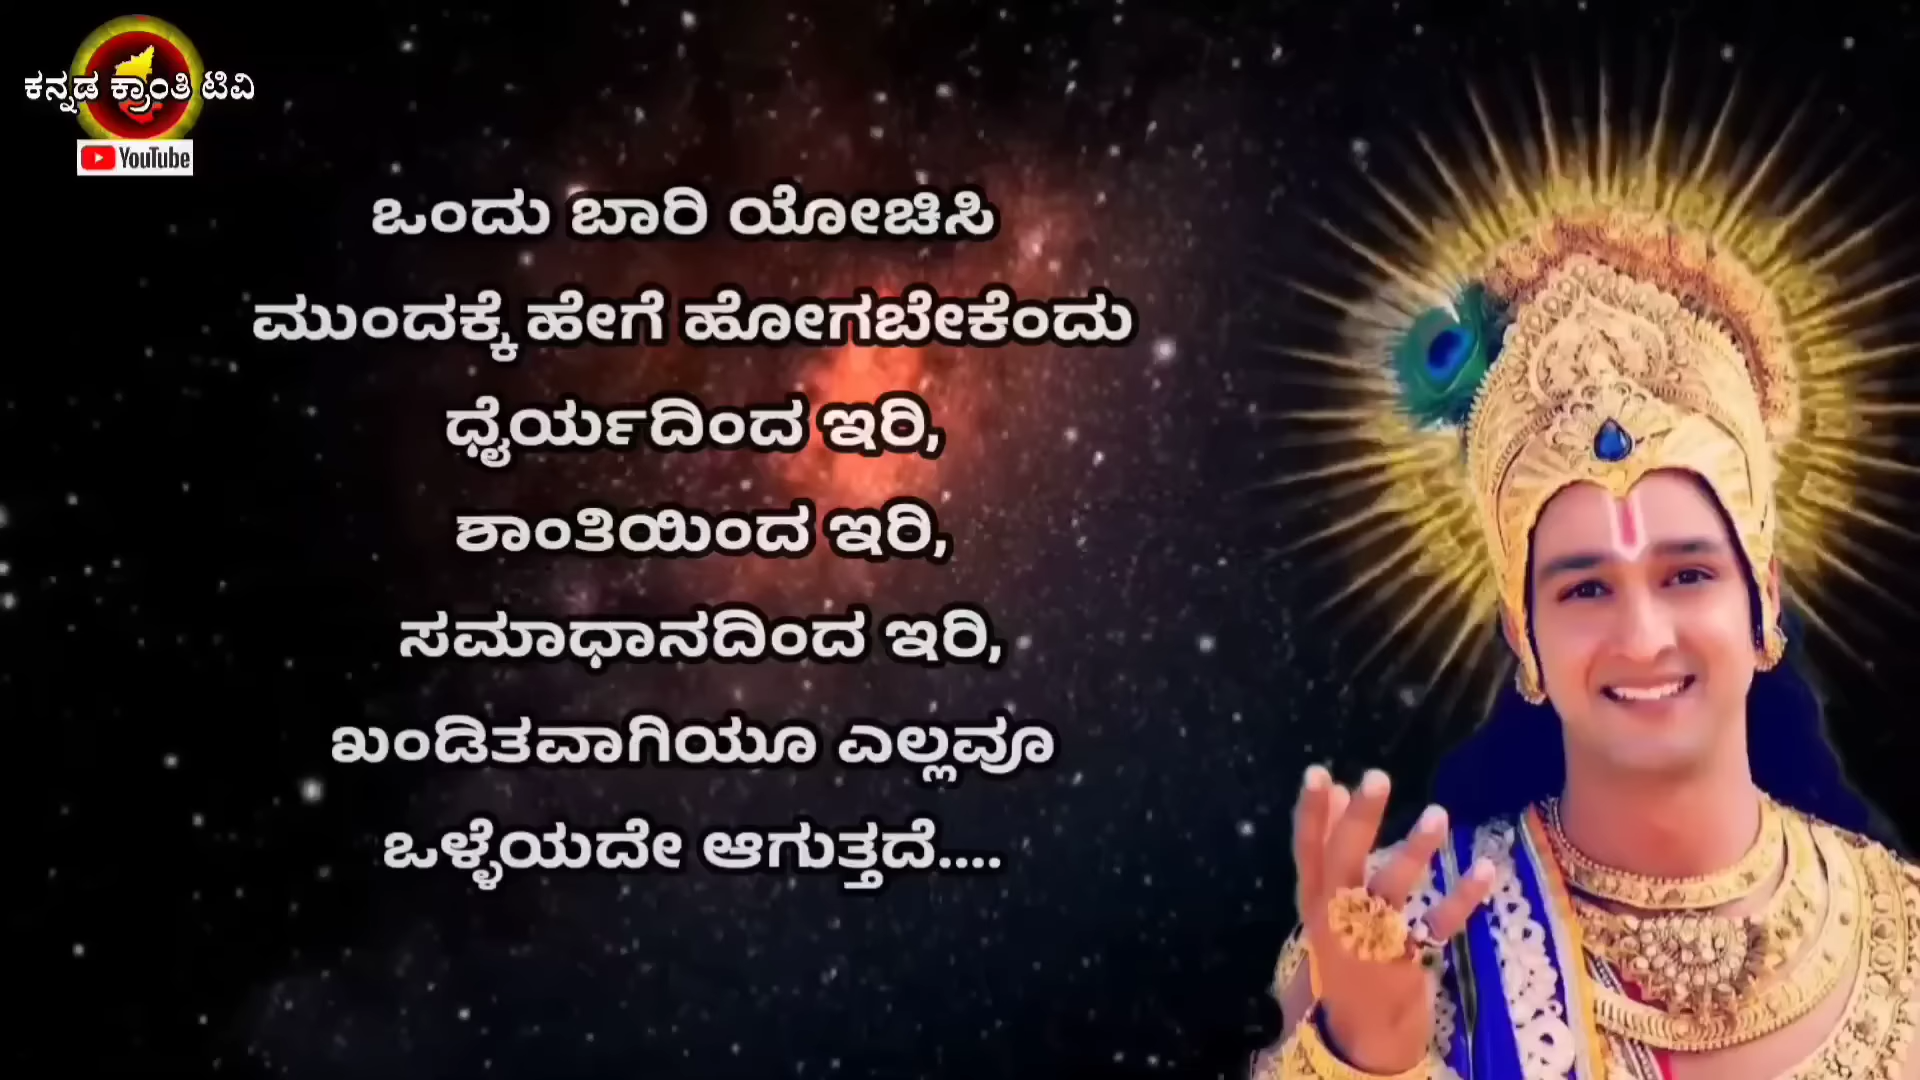 ಕನ್ನಡ ಕ್ರಾಂತಿ ಟಿವಿ
YouTube
ಒಂದು ಬಾರಿ ಯೋಚಿಸಿ
ಮುಂದಕ್ಕೆ ಹೇಗೆ ಹೋಗಬೇಕೆಂದು
ಧೈರ್ಯದಿಂದ ಇರಿ,
ಶಾಂತಿಯಿಂದ ಇರಿ,
ಸಮಾಧಾನದಿಂದ ಇರಿ,
ಖಂಡಿತವಾಗಿಯೂ ಎಲ್ಲವೂ
ಒಳ್ಳೆಯದೇ ಆಗುತ್ತದೆ....